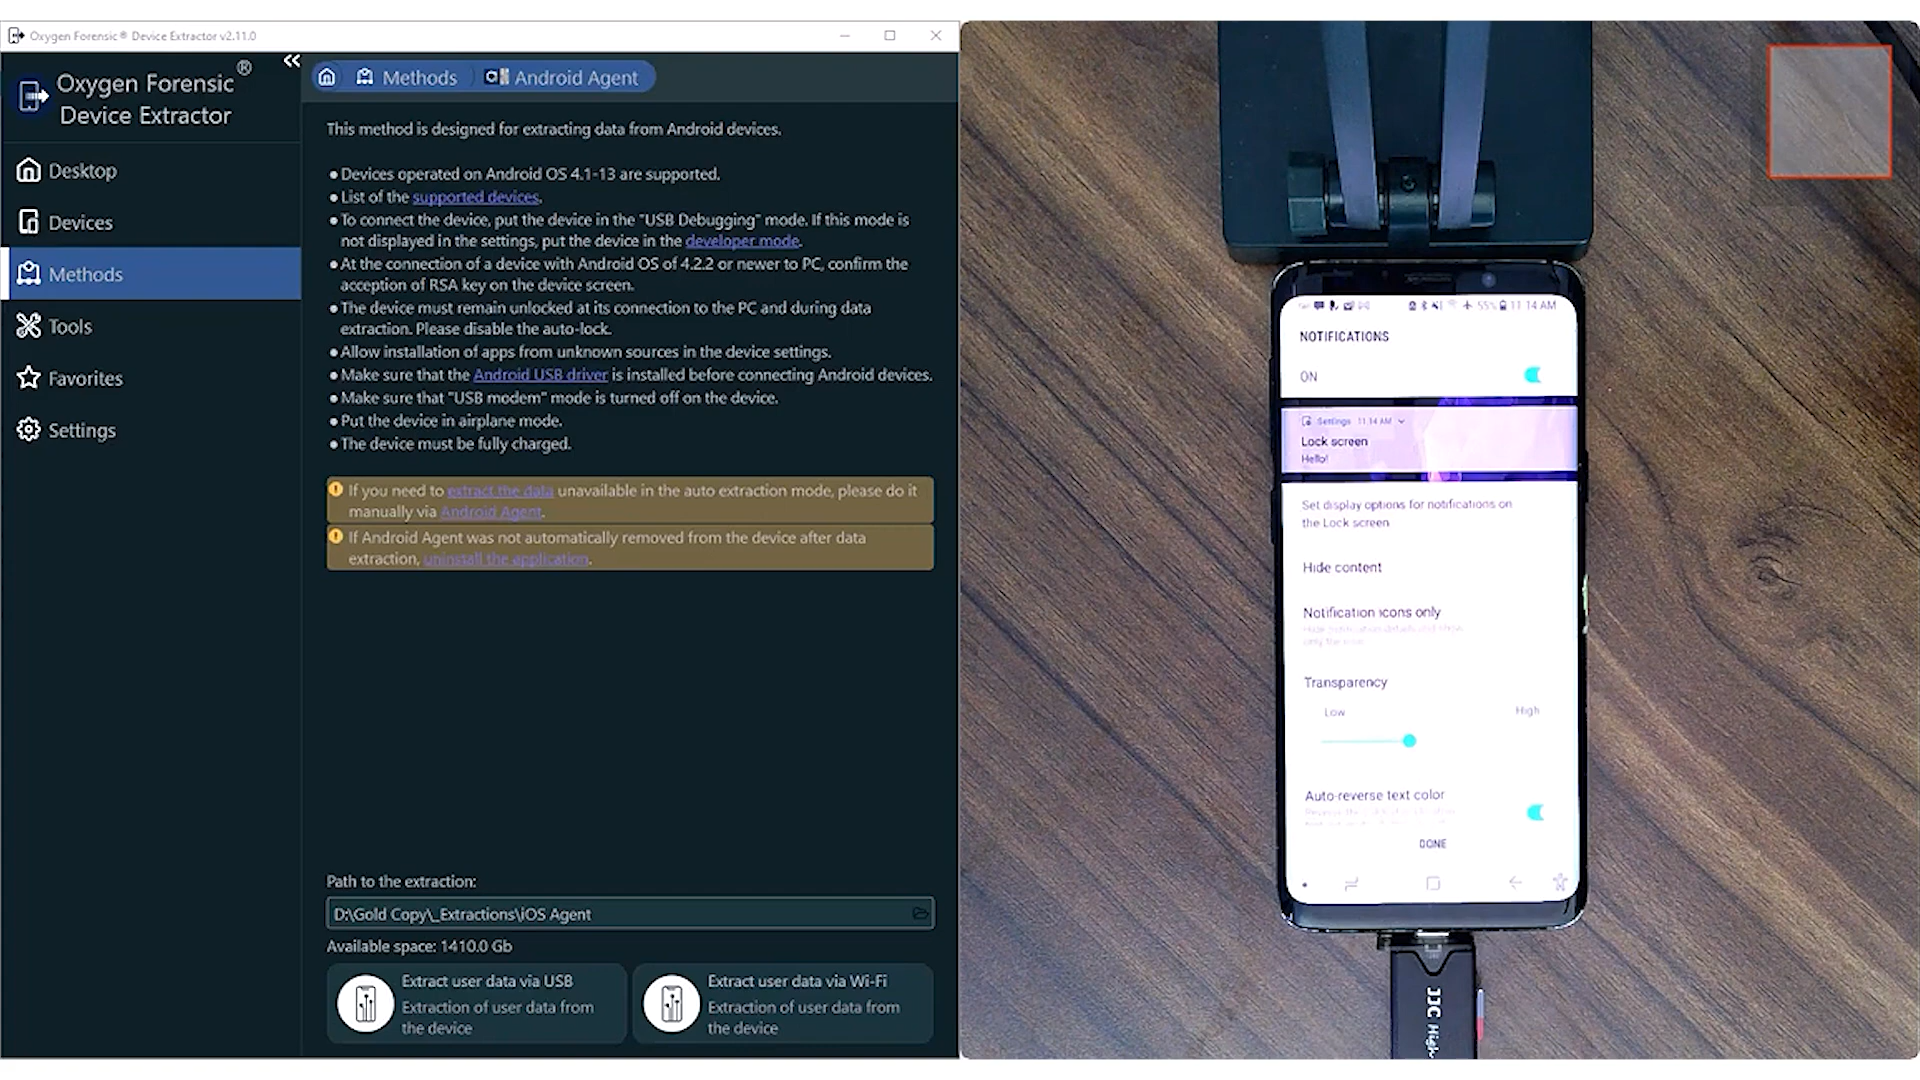 Oxygen Forensic® Device Extractor v2.11.0
Oxygen Forensic ®
Device Extractor
Desktop
Devices
Methods
Tools
Favorites
Settings
Methods
Android Agent
This method is designed for extracting data from Android devices.
● Devices operated on Android OS 4.1-13 are supported.
● List of the supported devices.
● To connect the device, put the device in the "USB Debugging" mode. If this mode is
not displayed in the settings, put the device in the developer mode.
● At the connection of a device with Android OS of 4.2.2 or newer to PC, confirm the
acception of RSA key on the device screen.
● The device must remain unlocked at its connection to the PC and during data
extraction. Please disable the auto-lock.
● Allow installation of apps from unknown sources in the device settings.
● Make sure that the Android USB driver is installed before connecting Android devices.
● Make sure that "USB modem" mode is turned off on the device.
● Put the device in airplane mode.
● The device must be fully charged.
If you need to extract the data unavailable in the auto extraction mode, please do it
manually via Android Agent.
If Android Agent was not automatically removed from the device after data
extraction, uninstall the application.
Path to the extraction:
D:\Gold Copy\_Extractions\iOS Agent
Available space: 1410.0 Gb
Extract user data via USB
Extraction of user data from
the device
Extract user data via Wi-Fi
Extraction of user data from
the device
55% 11:14 AM
NOTIFICATIONS
ON
Settings 11:14 AM
Lock screen
Hello!
Set display options for notifications on
the Lock screen
Hide content
Notification icons only
Hide notification details and show
only the icon
Transparency
Low
High
Auto-reverse text color
DONE
JJC High-